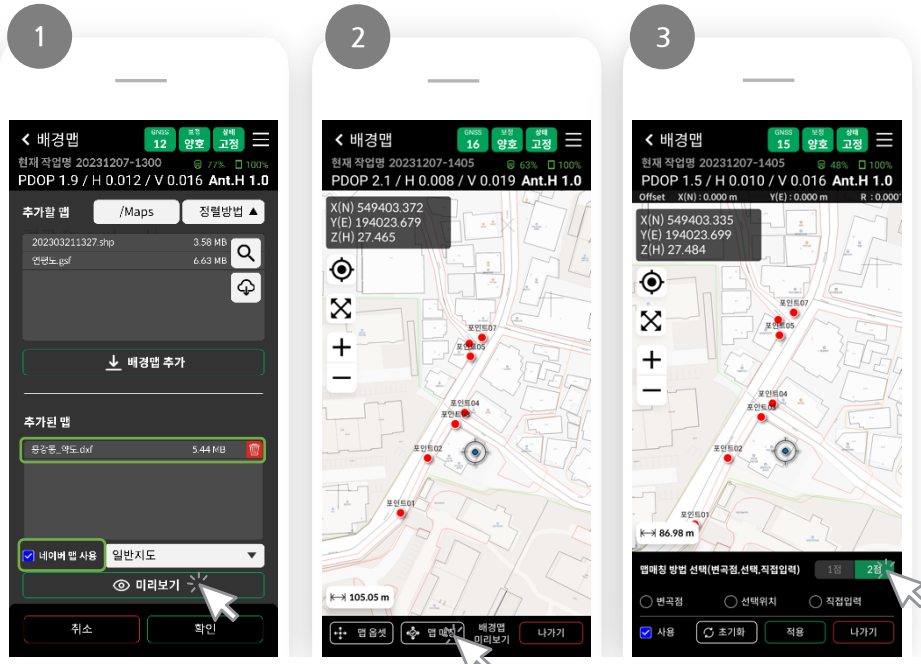 1
배경맵
GNSS 12
보정 양호
상태 고정
현재 작업명 20231207-1300
77%
100%
PDOP 1.9 / H 0.012 / V 0.016 Ant.H 1.0
추가할 맵
/Maps
정렬방법 ▲
202303211327.shp 3.58 MB
연평도.gsf 6.63 MB
배경맵 추가
추가된 맵
용강동_약도.dxf 5.44 MB
네이버 맵 사용
일반지도 ▼
미리보기
취소
확인
2
배경맵
GNSS 16
보정 양호
상태 고정
현재 작업명 20231207-1405
63%
100%
PDOP 2.1 / H 0.008 / V 0.019 Ant.H 1.0
X(N) 549403.372
Y(E) 194023.679
Z(H) 27.465
포인트07
포인트05
포인트04
포인트02
포인트01
105.05 m
맵 옵셋
맵 매칭
배경맵
미리보기
나가기
3
배경맵
GNSS 15
보정 양호
상태 고정
현재 작업명 20231207-1405
48%
100%
PDOP 1.5 / H 0.010 / V 0.016 Ant.H 1.0
Offset X(N) : 0.000 m Y(E) : 0.000 m R : 0.000°
X(N) 549403.335
Y(E) 194023.699
Z(H) 27.484
포인트07
포인트05
포인트04
포인트02
포인트01
86.98 m
맵매칭 방법 선택(변곡점,선택,직접입력)
1점
2점
변곡점
선택위치
직접입력
사용
초기화
적용
나가기